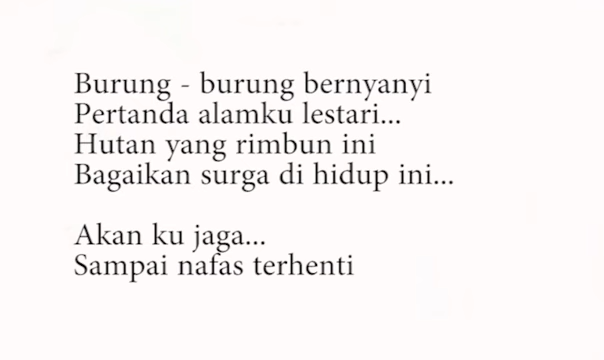 Burung - burung bernyanyi
Pertanda alamku lestari...
Hutan yang rimbun ini
Bagaikan surga di hidup ini...
Akan ku jaga...
Sampai nafas terhenti